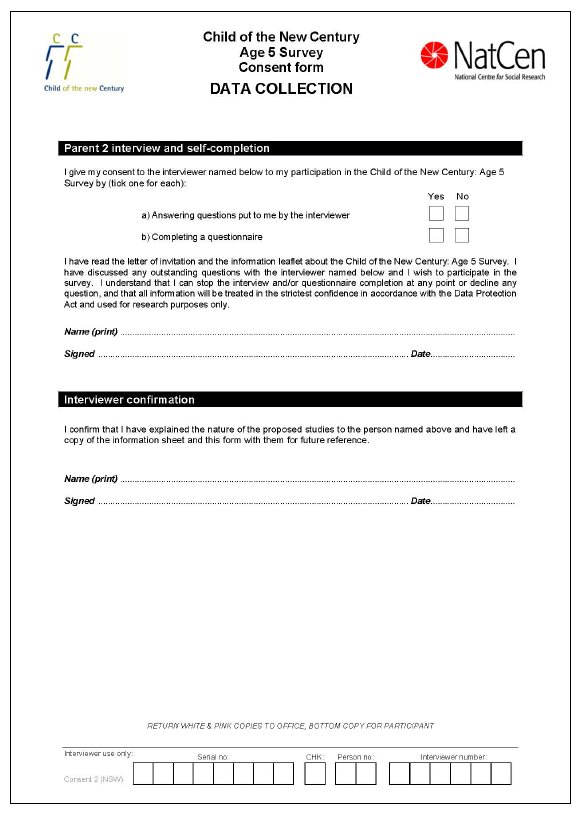 C C
Child of the new Century
Child of the New Century
Age 5 Survey
Consent form
DATA COLLECTION
NatCen
National Centre for Social Research
Parent 2 interview and self-completion
I give my consent to the interviewer named below to my participation in the Child of the New Century: Age 5
Survey by (tick one for each):
Yes No
a) Answering questions put to me by the interviewer
b) Completing a questionnaire
I have read the letter of invitation and the information leaflet about the Child of the New Century: Age 5 Survey. I
have discussed any outstanding questions with the interviewer named below and I wish to participate in the
survey. I understand that I can stop the interview and/or questionnaire completion at any point or decline any
question, and that all information will be treated in the strictest confidence in accordance with the Data Protection
Act and used for research purposes only.
Name (print)
Signed Date
Interviewer confirmation
I confirm that I have explained the nature of the proposed studies to the person named above and have left a
copy of the information sheet and this form with them for future reference.
Name (print)
Signed Date
RETURN WHITE & PINK COPIES TO OFFICE, BOTTOM COPY FOR PARTICIPANT
Interviewer use only: Serial no: CHK: Person no: Interviewer number:
Consent 2 (NSW)